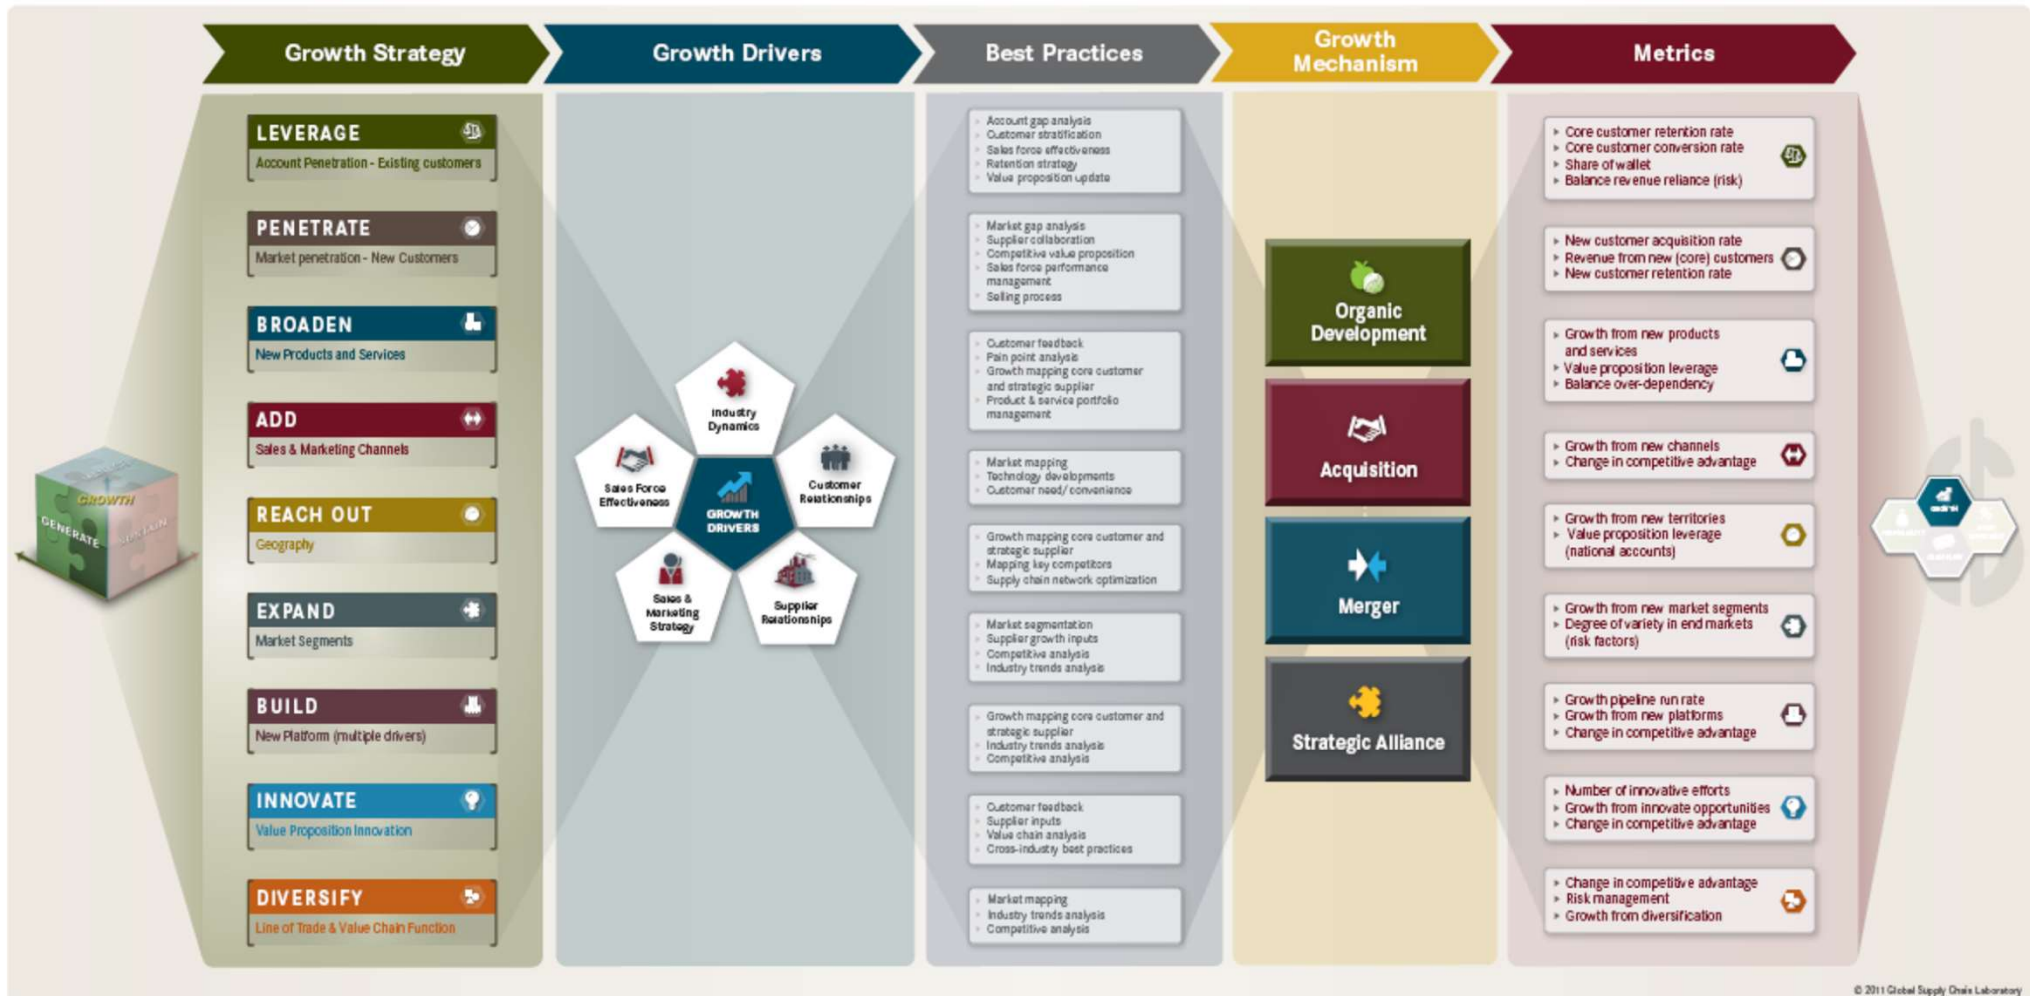 Growth Strategy
Growth Drivers
Best Practices
Growth
Mechanism
Metrics
LEVERAGE
Account Penetration - Existing customers
PENETRATE
Market penetration - New Customers
BROADEN
New Products and Services
ADD
Sales & Marketing Channels
REACH OUT
Geography
EXPAND
Market Segments
BUILD
New Platform (multiple drivers)
INNOVATE
Value Proposition Innovation
DIVERSIFY
Line of Trade & Value Chain Function
GROWTH
GENERATE
SUSTAIN
Industry
Dynamics
Sales Force
Effectiveness
Customer
Relationships
GROWTH
DRIVERS
Sales &
Marketing
Strategy
Supplier
Relationships
Account gap analysis
Customer stratification
Sales force effectiveness
Retention strategy
Value proposition update
Market gap analysis
Supplier collaboration
Competitive value proposition
Sales force performance
management
Selling process
Customer feedback
Pain point analysis
Growth mapping core customer
and strategic supplier
Product & service portfolio
management
Market mapping
Technology developments
Customer need/convenience
Growth mapping core customer and
strategic supplier
Mapping key competitors
Supply chain network optimization
Market segmentation
Supplier growth inputs
Competitive analysis
Industry trends analysis
Growth mapping core customer and
strategic supplier
Industry trends analysis
Competitive analysis
Customer feedback
Supplier inputs
Value chain analysis
Cross-industry best practices
Market mapping
Industry trends analysis
Competitive analysis
Organic
Development
Acquisition
Merger
Strategic Alliance
Core customer retention rate
Core customer conversion rate
Share of wallet
Balance revenue reliance (risk)
New customer acquisition rate
Revenue from new (core) customers
New customer retention rate
Growth from new products
and services
Value proposition leverage
Balance over-dependency
Growth from new channels
Change in competitive advantage
Growth from new territories
Value proposition leverage
(national accounts)
Growth from new market segments
Degree of variety in end markets
(risk factors)
Growth pipeline run rate
Growth from new platforms
Change in competitive advantage
Number of innovative efforts
Growth from innovate opportunities
Change in competitive advantage
Change in competitive advantage
Risk management
Growth from diversification
© 2011 Global Supply Chain Laboratory